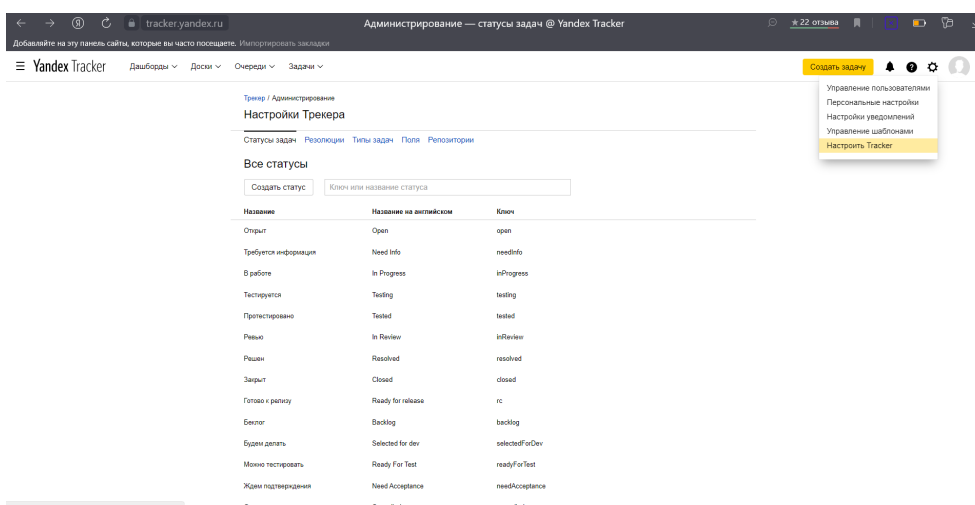 tracker.yandex.ru Администрирование — статусы задач @ Yandex Tracker ★ 22 отзыва
Добавляйте на эту панель сайты, которые вы часто посещаете. Импортировать закладки
Yandex Tracker Дашборды Доски Очереди Задачи Создать задачу
Управление пользователями
Персональные настройки
Настройки уведомлений
Управление шаблонами
Настроить Tracker
Трекер / Администрирование
Настройки Трекера
Статусы задач Резолюции Типы задач Поля Репозитории
Все статусы
Создать статус Ключ или название статуса
Название Название на английском Ключ
Открыт Open open
Требуется информация Need Info needInfo
В работе In Progress inProgress
Тестируется Testing testing
Протестировано Tested tested
Ревью In Review inReview
Решен Resolved resolved
Закрыт Closed closed
Готово к релизу Ready for release rc
Беклог Backlog backlog
Будем делать Selected for dev selectedForDev
Можно тестировать Ready For Test readyForTest
Ждем подтверждения Need Acceptance needAcceptance